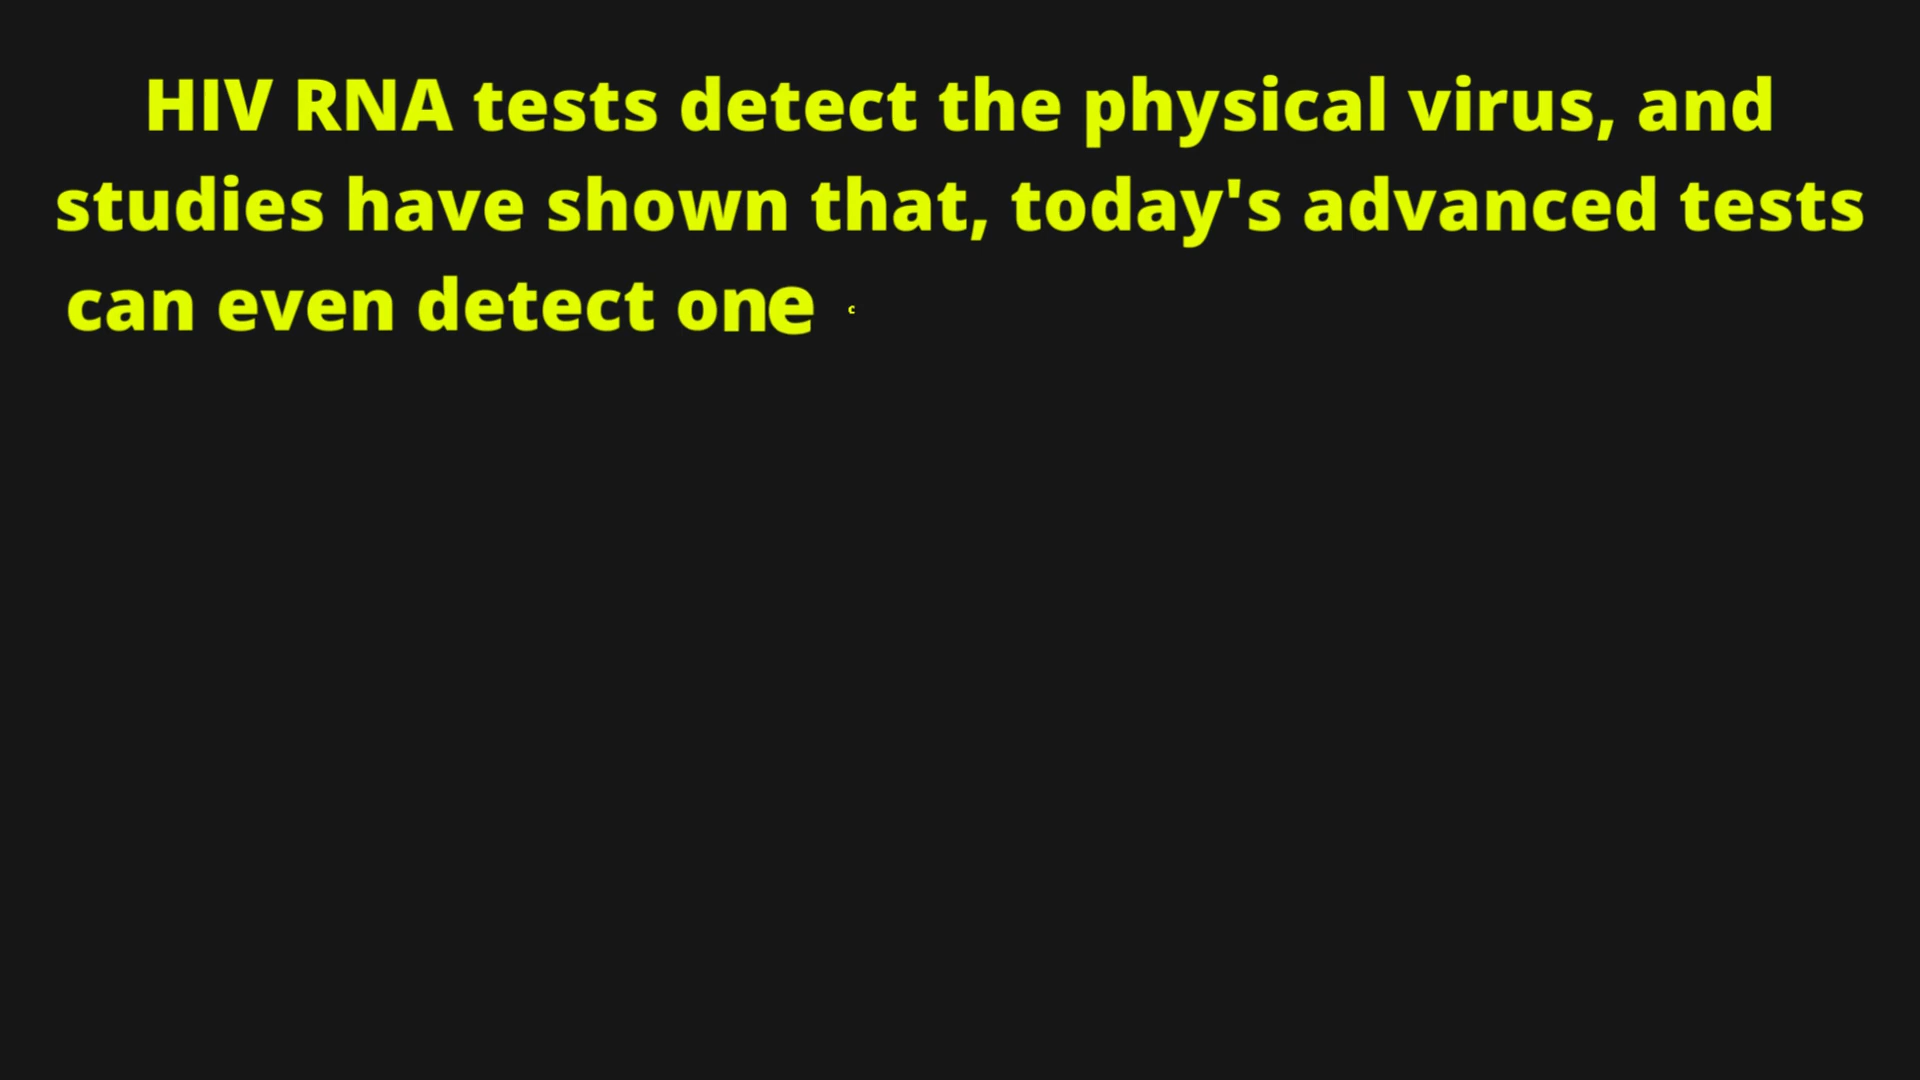 HIV RNA tests detect the physical virus, and
studies have shown that, today's advanced tests
can even detect one c